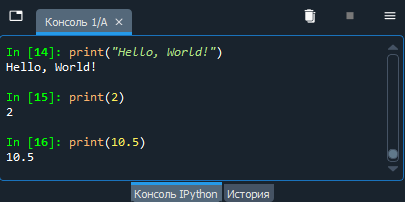 Консоль 1/A
In [14]: print("Hello, World!")
Hello, World!
In [15]: print(2)
2
In [16]: print(10.5)
10.5
Консоль IPython История